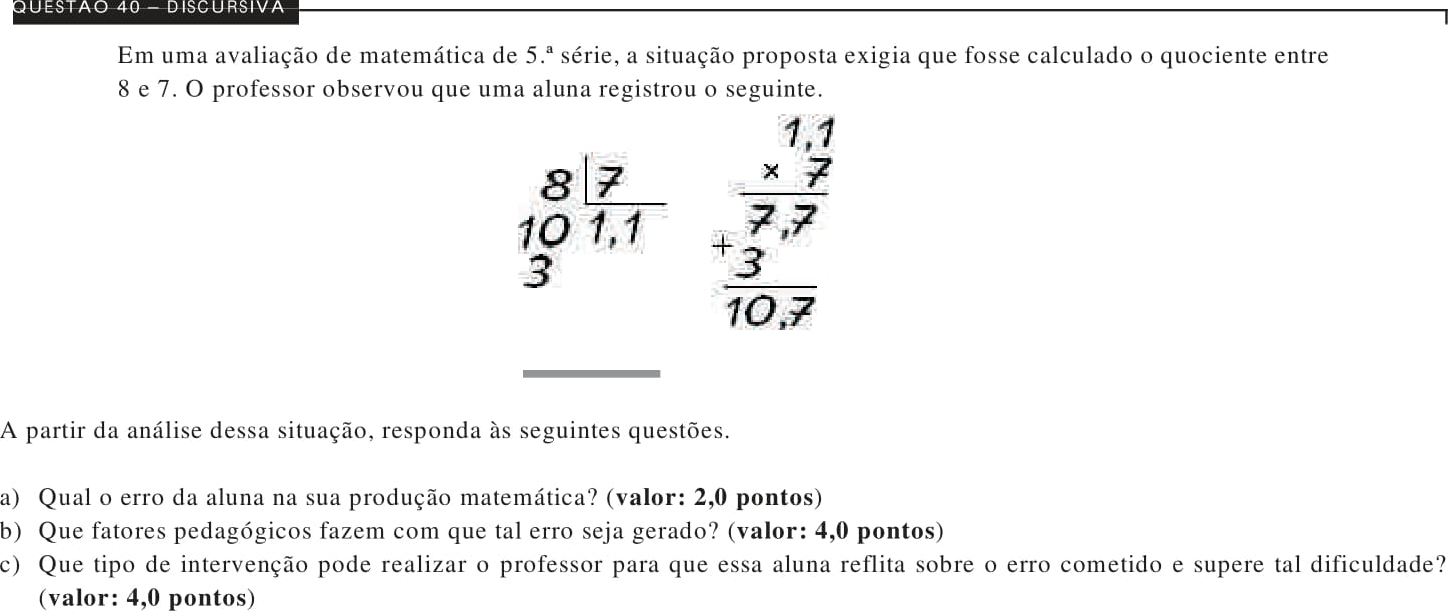 QUESTÃO 40 – DISCURSIVA
Em uma avaliação de matemática de 5.ª série, a situação proposta exigia que fosse calculado o quociente entre
8 e 7. O professor observou que uma aluna registrou o seguinte.
1,1
8 7 × 7
10 1,1 7,7
3 + 3
10,7
A partir da análise dessa situação, responda às seguintes questões.
a) Qual o erro da aluna na sua produção matemática? (valor: 2,0 pontos)
b) Que fatores pedagógicos fazem com que tal erro seja gerado? (valor: 4,0 pontos)
c) Que tipo de intervenção pode realizar o professor para que essa aluna reflita sobre o erro cometido e supere tal dificuldade?
(valor: 4,0 pontos)